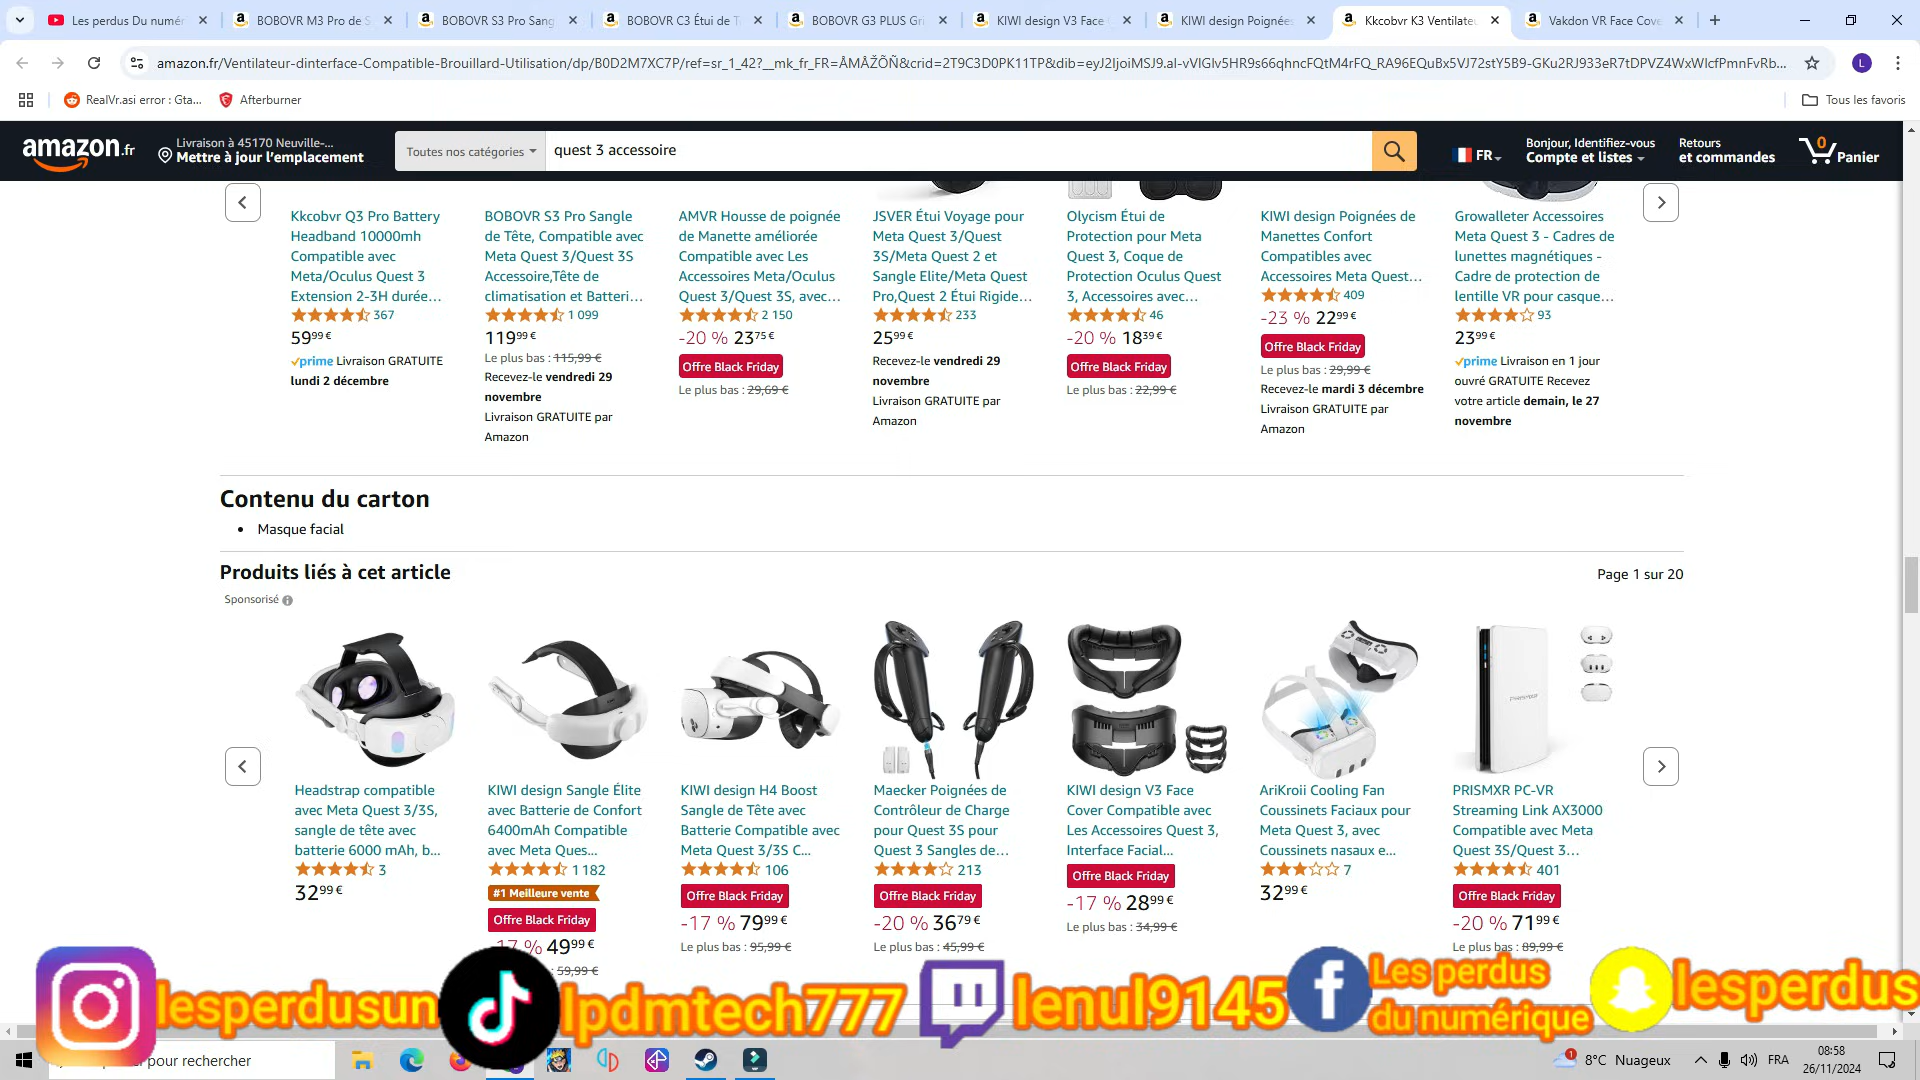 Les perdus Du numér
BOBOVR M3 Pro de S
BOBOVR S3 Pro Sang
BOBOVR C3 Étui de T
BOBOVR G3 PLUS Gri
KIWI design V3 Face
KIWI design Poignées
Kkcobvr K3 Ventilateu
Vakdon VR Face Cove
L
RealVr.asi error : Gta...
Afterburner
Tous les favoris
amazon.fr
Livraison à 45170 Neuville-...
Mettre à jour l’emplacement
Toutes nos catégories
quest 3 accessoire
FR
Bonjour, Identifiez-vous
Compte et listes
Retours
et commandes
0
Panier
Kkcobvr Q3 Pro Battery
Headband 10000mh
Compatible avec
Meta/Oculus Quest 3
Extension 2-3H durée...
367
59,99 €
prime Livraison GRATUITE
lundi 2 décembre
BOBOVR S3 Pro Sangle
de Tête, Compatible avec
Meta Quest 3/Quest 3S
Accessoire,Tête de
climatisation et Batteri...
1 099
119,99 €
Le plus bas : 115,99 €
Recevez-le vendredi 29
novembre
Livraison GRATUITE par
Amazon
AMVR Housse de poignée
de Manette améliorée
Compatible avec Les
Accessoires Meta/Oculus
Quest 3/Quest 3S, avec...
2 150
-20 % 23,75 €
Offre Black Friday
Le plus bas : 29,69 €
JSVER Étui Voyage pour
Meta Quest 3/Quest
3S/Meta Quest 2 et
Sangle Elite/Meta Quest
Pro,Quest 2 Étui Rigide...
233
25,99 €
Recevez-le vendredi 29
novembre
Livraison GRATUITE par
Amazon
Olycism Étui de
Protection pour Meta
Quest 3, Coque de
Protection Oculus Quest
3, Accessoires avec...
46
-20 % 18,39 €
Offre Black Friday
Le plus bas : 22,99 €
KIWI design Poignées de
Manettes Confort
Compatibles avec
Accessoires Meta Quest...
409
-23 % 22,99 €
Offre Black Friday
Le plus bas : 29,99 €
Recevez-le mardi 3 décembre
Livraison GRATUITE par
Amazon
Growalleter Accessoires
Meta Quest 3 - Cadres de
lunettes magnétiques -
Cadre de protection de
lentille VR pour casque...
93
23,99 €
prime Livraison en 1 jour
ouvré GRATUITE Recevez
votre article demain, le 27
novembre
Contenu du carton
• Masque facial
Produits liés à cet article
Page 1 sur 20
Sponsorisé
PRISMXR
Headstrap compatible
avec Meta Quest 3/3S,
sangle de tête avec
batterie 6000 mAh, b...
3
32,99 €
KIWI design Sangle Élite
avec Batterie de Confort
6400mAh Compatible
avec Meta Ques...
1 182
#1 Meilleure vente
Offre Black Friday
-17 % 49,99 €
: 59,99 €
KIWI design H4 Boost
Sangle de Tête avec
Batterie Compatible avec
Meta Quest 3/3S C...
106
Offre Black Friday
-17 % 79,99 €
Le plus bas : 95,99 €
Maecker Poignées de
Contrôleur de Charge
pour Quest 3S pour
Quest 3 Sangles de...
213
Offre Black Friday
-20 % 36,79 €
Le plus bas : 45,99 €
KIWI design V3 Face
Cover Compatible avec
Les Accessoires Quest 3,
Interface Facial...
Offre Black Friday
-17 % 28,99 €
Le plus bas : 34,99 €
AriKroii Cooling Fan
Coussinets Faciaux pour
Meta Quest 3, avec
Coussinets nasaux e...
7
32,99 €
PRISMXR PC-VR
Streaming Link AX3000
Compatible avec Meta
Quest 3S/Quest 3...
401
Offre Black Friday
-20 % 71,99 €
Le plus bas : 89,99 €
lesperdusun
lpdmtech777
lenul9145
Les perdus
du numérique
lesperdus
pour rechercher
1
8°C Nuageux
FRA
08:58
26/11/2024